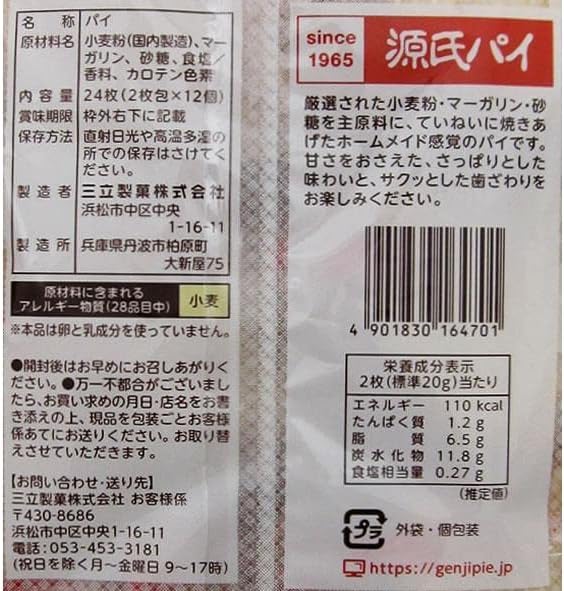 名称 パイ
原材料名 小麦粉(国内製造)、マー
ガリン、砂糖、食塩/
香料、カロテン色素
内容量 24枚(2枚包×12個)
賞味期限 枠外右下に記載
保存方法 直射日光や高温多湿の
所での保存はさけてく
ださい。
製造者 三立製菓株式会社
浜松市中区中央
1-16-11
製造所 兵庫県丹波市柏原町
大新屋75
原材料に含まれる
アレルギー物質(28品目中) 小麦
※本品は卵と乳成分を使っていません。
●開封後はお早めにお召しあがりく
ださい。●万一不都合がございまし
たら、お買い求めの月日・店名をお書
き添えの上、現品を包装ごとお客様
係あてにお送りください。お取り替
えさせていただきます。
【お問い合わせ・送り先】
三立製菓株式会社 お客様係
〒430-8686
浜松市中区中央1-16-11
電話:053-453-3181
(祝日を除く月~金曜日 9~17時)
since
1965
源氏パイ
厳選された小麦粉・マーガリン・砂
糖を主原料に、ていねいに焼きあ
げたホームメイド感覚のパイです。
甘さをおさえた、さっぱりとした
味わいと、サクッとした歯ざわりを
お楽しみください。
4 901830 164701
栄養成分表示
2枚(標準20g)当たり
エネルギー 110 kcal
たんぱく質 1.2 g
脂質 6.5 g
炭水化物 11.8 g
食塩相当量 0.27 g
(推定値)
プラ 外袋・個包装
https://genjipie.jp